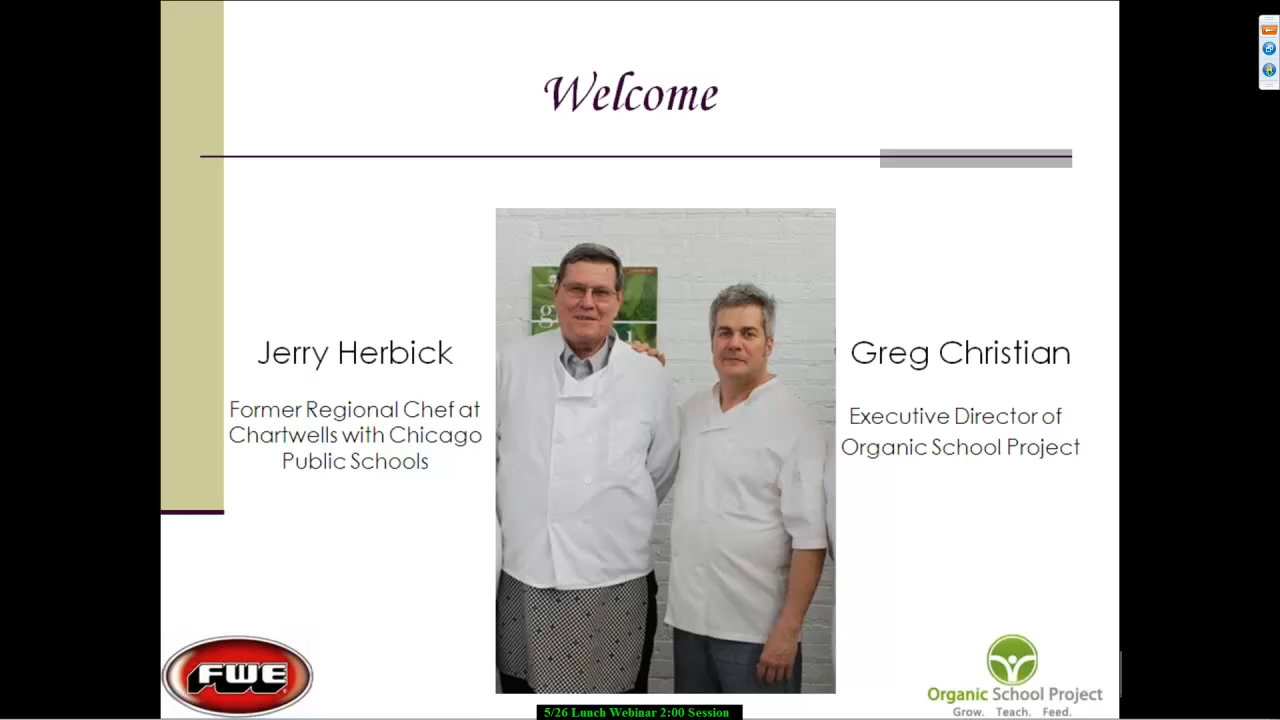 Welcome
Jerry Herbick
Former Regional Chef at
Chartwells with Chicago
Public Schools
Greg Christian
Executive Director of
Organic School Project
FWE
Organic School Project
Grow. Teach. Feed.
5/26 Lunch Webinar 2:00 Session